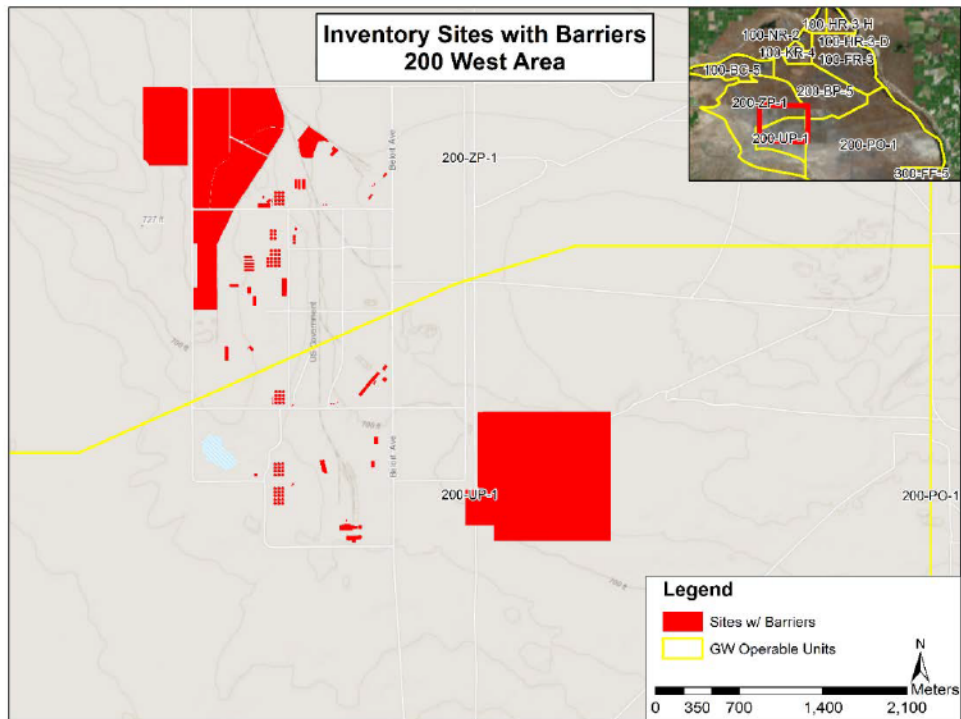 Inventory Sites with Barriers
200 West Area
100-HR-3-H
100-NR-2
100-HR-3-D
100-KR-4
100-FR-3
100-BC-5
200-BP-5
200-ZP-1
200-UP-1
200-PO-1
300-FF-5
Beloit Ave
200-ZP-1
737 ft
US Government
Beloit Ave
200-UP-1
200-PO-1
Legend
Sites w/ Barriers
GW Operable Units
N
Meters
0 350 700 1,400 2,100